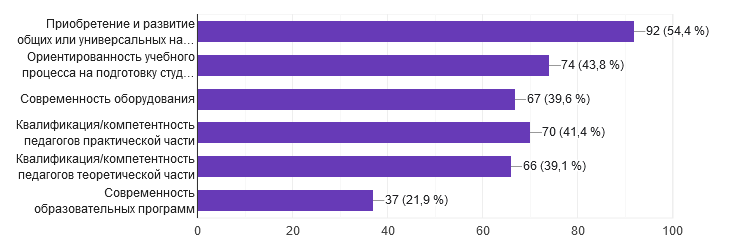 Приобретение и развитие
общих или универсальных на…
92 (54,4 %)
Ориентированность учебного
процесса на подготовку студ…
74 (43,8 %)
Современность оборудования
67 (39,6 %)
Квалификация/компетентность
педагогов практической части
70 (41,4 %)
Квалификация/компетентность
педагогов теоретической части
66 (39,1 %)
Современность
образовательных программ
37 (21,9 %)
0 20 40 60 80 100